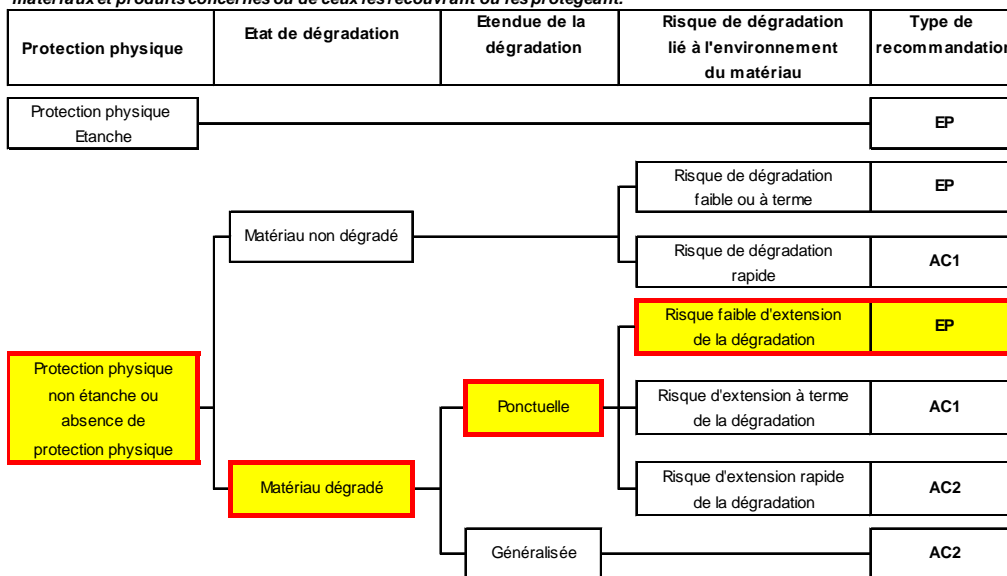 matériaux et produits concernés ou de ceux les recouvrant ou les protégeant.
Protection physique
Etat de dégradation
Etendue de la
dégradation
Risque de dégradation
lié à l'environnement
du matériau
Type de
recommandation
Protection physique
Etanche
EP
Risque de dégradation
faible ou à terme
EP
Matériau non dégradé
Risque de dégradation
rapide
AC1
Risque faible d'extension
de la dégradation
EP
Protection physique
non étanche ou
absence de
protection physique
Ponctuelle
Risque d'extension à terme
de la dégradation
AC1
Matériau dégradé
Risque d'extension rapide
de la dégradation
AC2
Généralisée
AC2